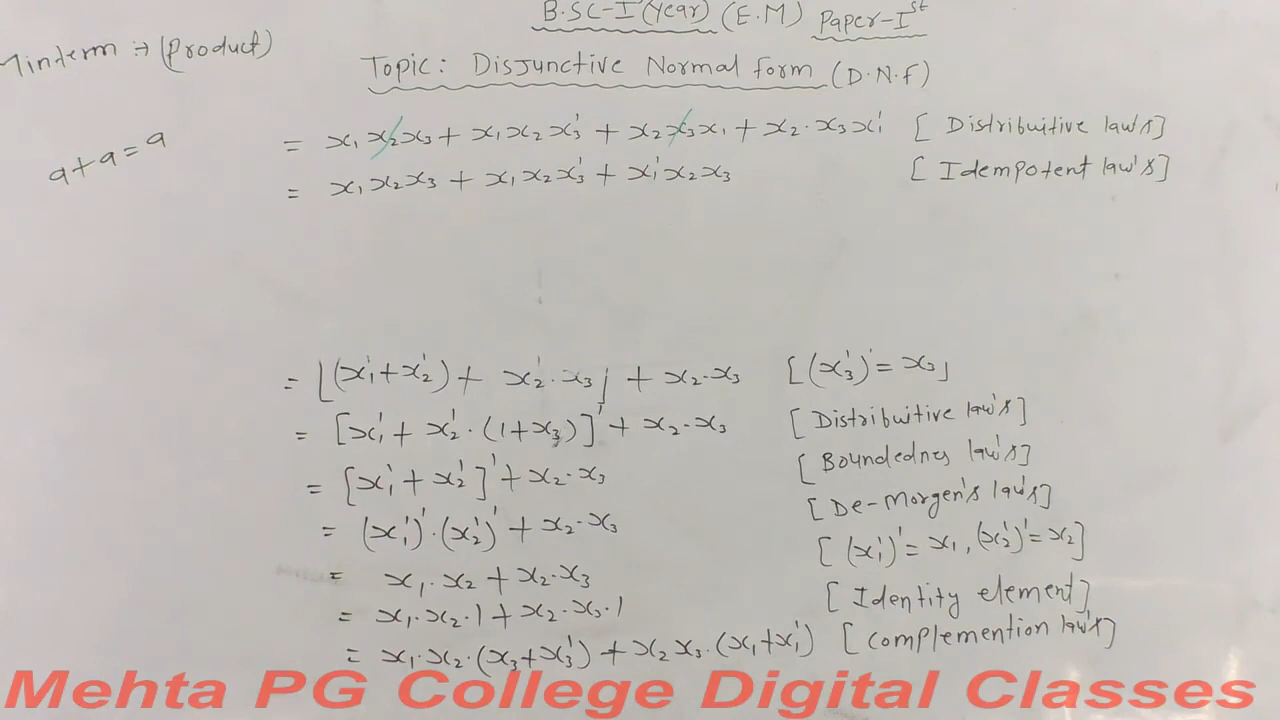 B.SC-I (Year) (E.M) Paper-Ist
Minterm :→ (Product)
Topic: Disjunctive Normal form (D.N.F)
a+a=a
= x₁x₂x₃ + x₁x₂x₃' + x₂x₃x₁ + x₂·x₃x₁' [Distribuitive law's]
= x₁x₂x₃ + x₁x₂x₃' + x₁'x₂x₃ [Idempotent law's]
= [(x₁'+x₂') + x₂'·x₃]' + x₂·x₃ [(x₃')'=x₃]
= [x₁' + x₂'·(1+x₃)]' + x₂·x₃ [Distribuitive law's]
= [x₁' + x₂']' + x₂·x₃ [Boundednes law's]
= (x₁')'·(x₂')' + x₂·x₃ [De-Morgen's law's]
= x₁·x₂ + x₂·x₃ [(x₁')'=x₁, (x₂')'=x₂]
= x₁·x₂·1 + x₂·x₃·1 [Identity element]
= x₁·x₂·(x₃+x₃') + x₂x₃·(x₁+x₁') [Complemention law's]
Mehta PG College Digital Classes